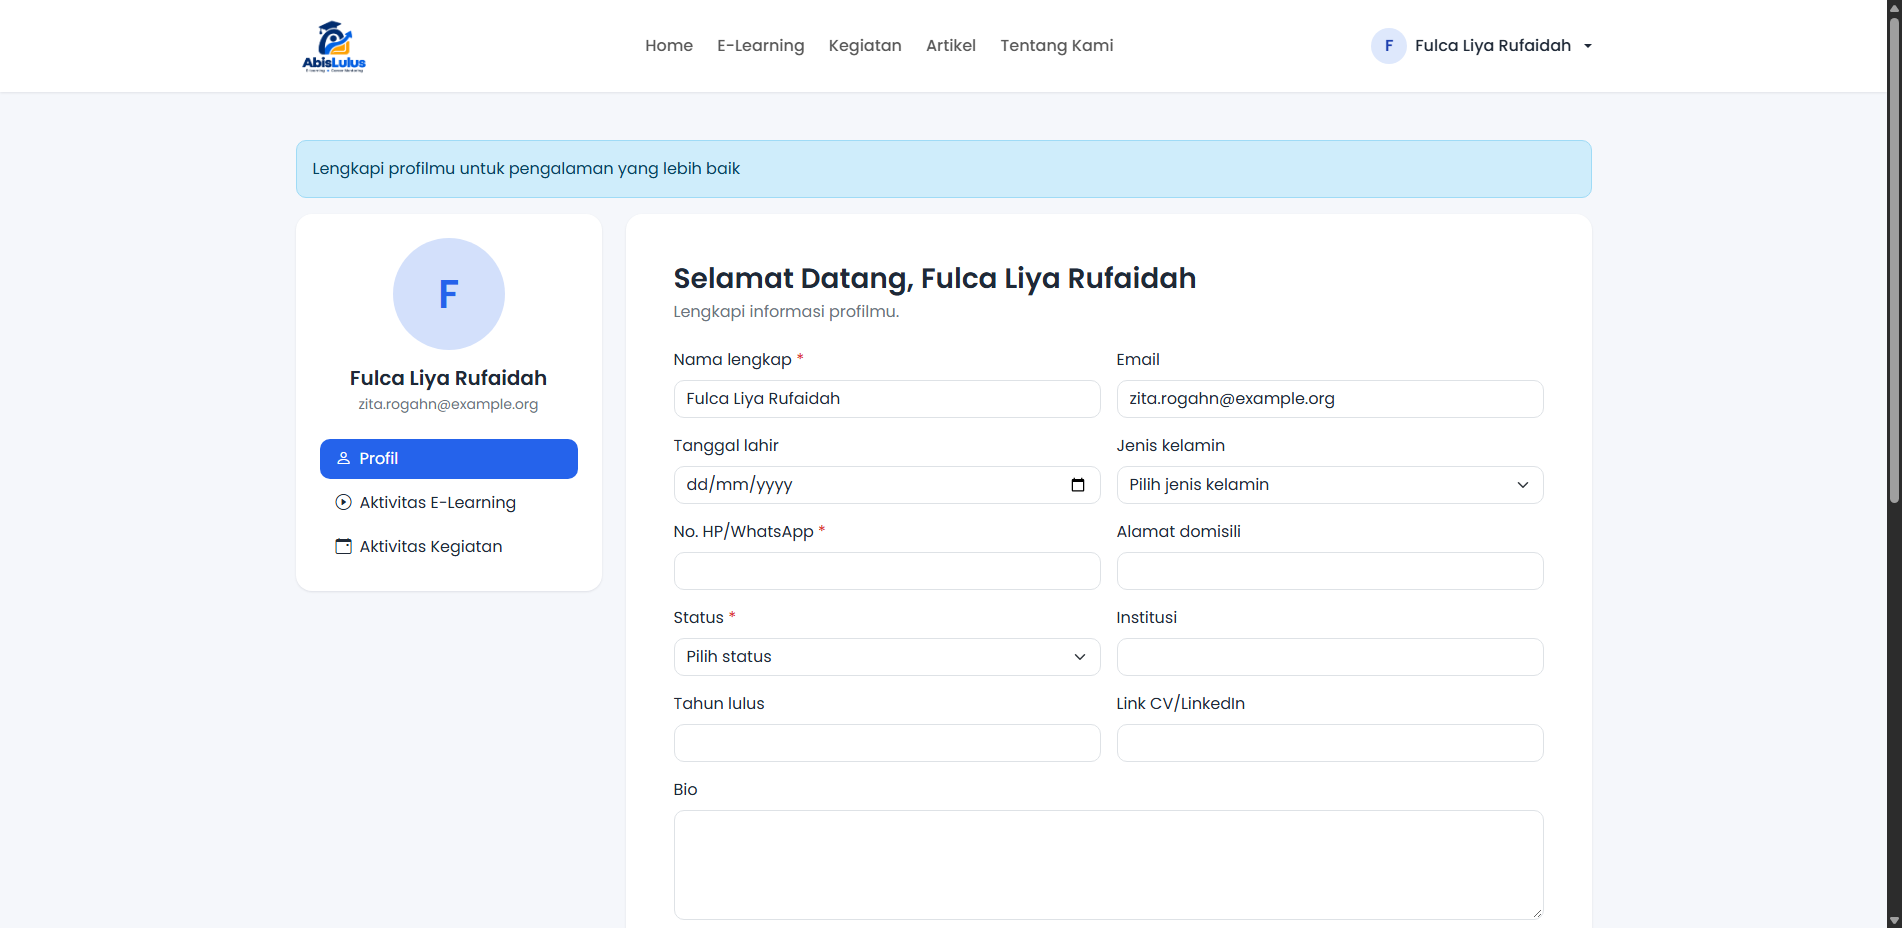 AbisLulus
Home
E-Learning
Kegiatan
Artikel
Tentang Kami
F
Fulca Liya Rufaidah
Lengkapi profilmu untuk pengalaman yang lebih baik
F
Fulca Liya Rufaidah
zita.rogahn@example.org
Profil
Aktivitas E-Learning
Aktivitas Kegiatan
Selamat Datang, Fulca Liya Rufaidah
Lengkapi informasi profilmu.
Nama lengkap *
Fulca Liya Rufaidah
Email
zita.rogahn@example.org
Tanggal lahir
dd/mm/yyyy
Jenis kelamin
Pilih jenis kelamin
No. HP/WhatsApp *
Alamat domisili
Status *
Pilih status
Institusi
Tahun lulus
Link CV/LinkedIn
Bio